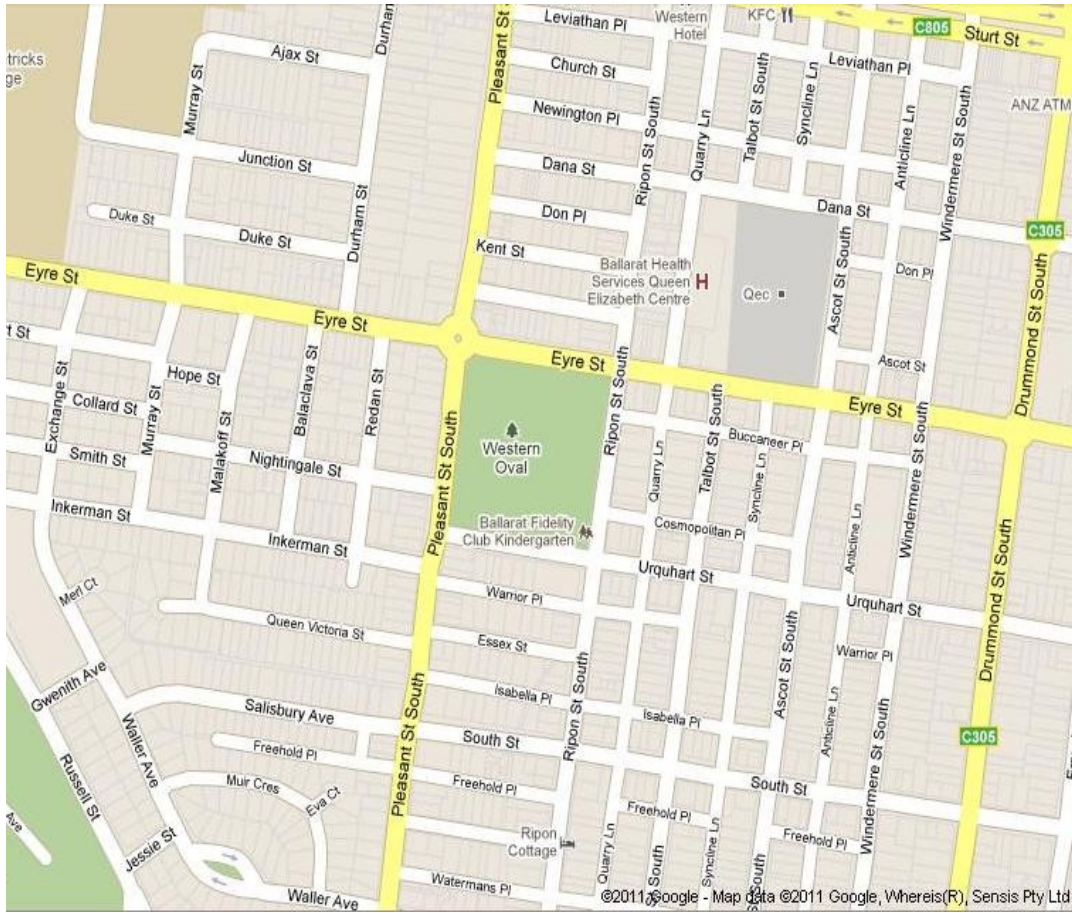 Leviathan Pl
Western
Hotel
KFC
C805
Sturt St
Durham
Pleasant St
Murray St
Ajax St
Church St
Leviathan Pl
tricks
ge
Newington Pl
Ripon St South
Quarry Ln
Talbot St South
Syncline Ln
Anticline Ln
Windermere St South
ANZ ATM
Junction St
Dana St
Durham St
Dana St
Duke St
Duke St
Don Pl
C305
Kent St
Ballarat Health
Services Queen
Elizabeth Centre
H
Qec
Ascot St South
Don Pl
Drummond St South
Eyre St
Eyre St
Eyre St
Ascot St
Eyre St
t St
Hope St
Exchange St
Collard St
Murray St
Malakoff St
Balaclava St
Redan St
Pleasant St South
Western
Oval
Ripon St South
Quarry Ln
Talbot St South
Buccaneer Pl
Syncline Ln
Windermere St South
Smith St
Nightingale St
Inkerman St
Inkerman St
Ballarat Fidelity
Club Kindergarten
Cosmopolitan Pl
Anticline Ln
Urquhart St
Urquhart St
Merl Ct
Warrior Pl
Queen Victoria St
Essex St
Warrior Pl
Drummond St South
Gwenith Ave
Isabella Pl
Isabella Pl
Ripon St South
Ascot St South
Anticline Ln
Windermere St South
Salisbury Ave
South St
C305
Waller Ave
Freehold Pl
Pleasant St South
Freehold Pl
South St
Russell St
Muir Cres
Eva Ct
Freehold Pl
Freehold Pl
Ave
Jessie St
Ripon
Cottage
Quarry Ln
St South
Syncline Ln
St South
Waller Ave
Watermans Pl
©2011 Google - Map data ©2011 Google, Whereis(R), Sensis Pty Ltd